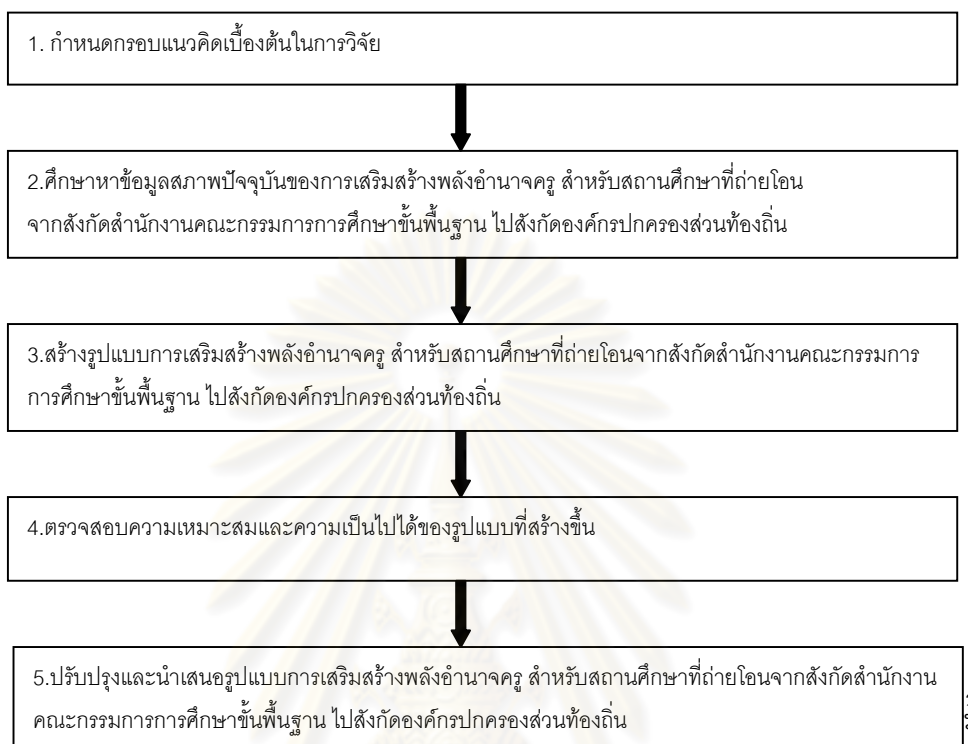 1. กำหนดกรอบแนวคิดเบื้องต้นในการวิจัย
2.ศึกษาหาข้อมูลสภาพปัจจุบันของการเสริมสร้างพลังอำนาจครู สำหรับสถานศึกษาที่ถ่ายโอน
จากสังกัดสำนักงานคณะกรรมการการศึกษาขั้นพื้นฐาน ไปสังกัดองค์กรปกครองส่วนท้องถิ่น
3.สร้างรูปแบบการเสริมสร้างพลังอำนาจครู สำหรับสถานศึกษาที่ถ่ายโอนจากสังกัดสำนักงานคณะกรรมการ
การศึกษาขั้นพื้นฐาน ไปสังกัดองค์กรปกครองส่วนท้องถิ่น
4.ตรวจสอบความเหมาะสมและความเป็นไปได้ของรูปแบบที่สร้างขึ้น
5.ปรับปรุงและนำเสนอรูปแบบการเสริมสร้างพลังอำนาจครู สำหรับสถานศึกษาที่ถ่ายโอนจากสังกัดสำนักงาน
คณะกรรมการการศึกษาขั้นพื้นฐาน ไปสังกัดองค์กรปกครองส่วนท้องถิ่น